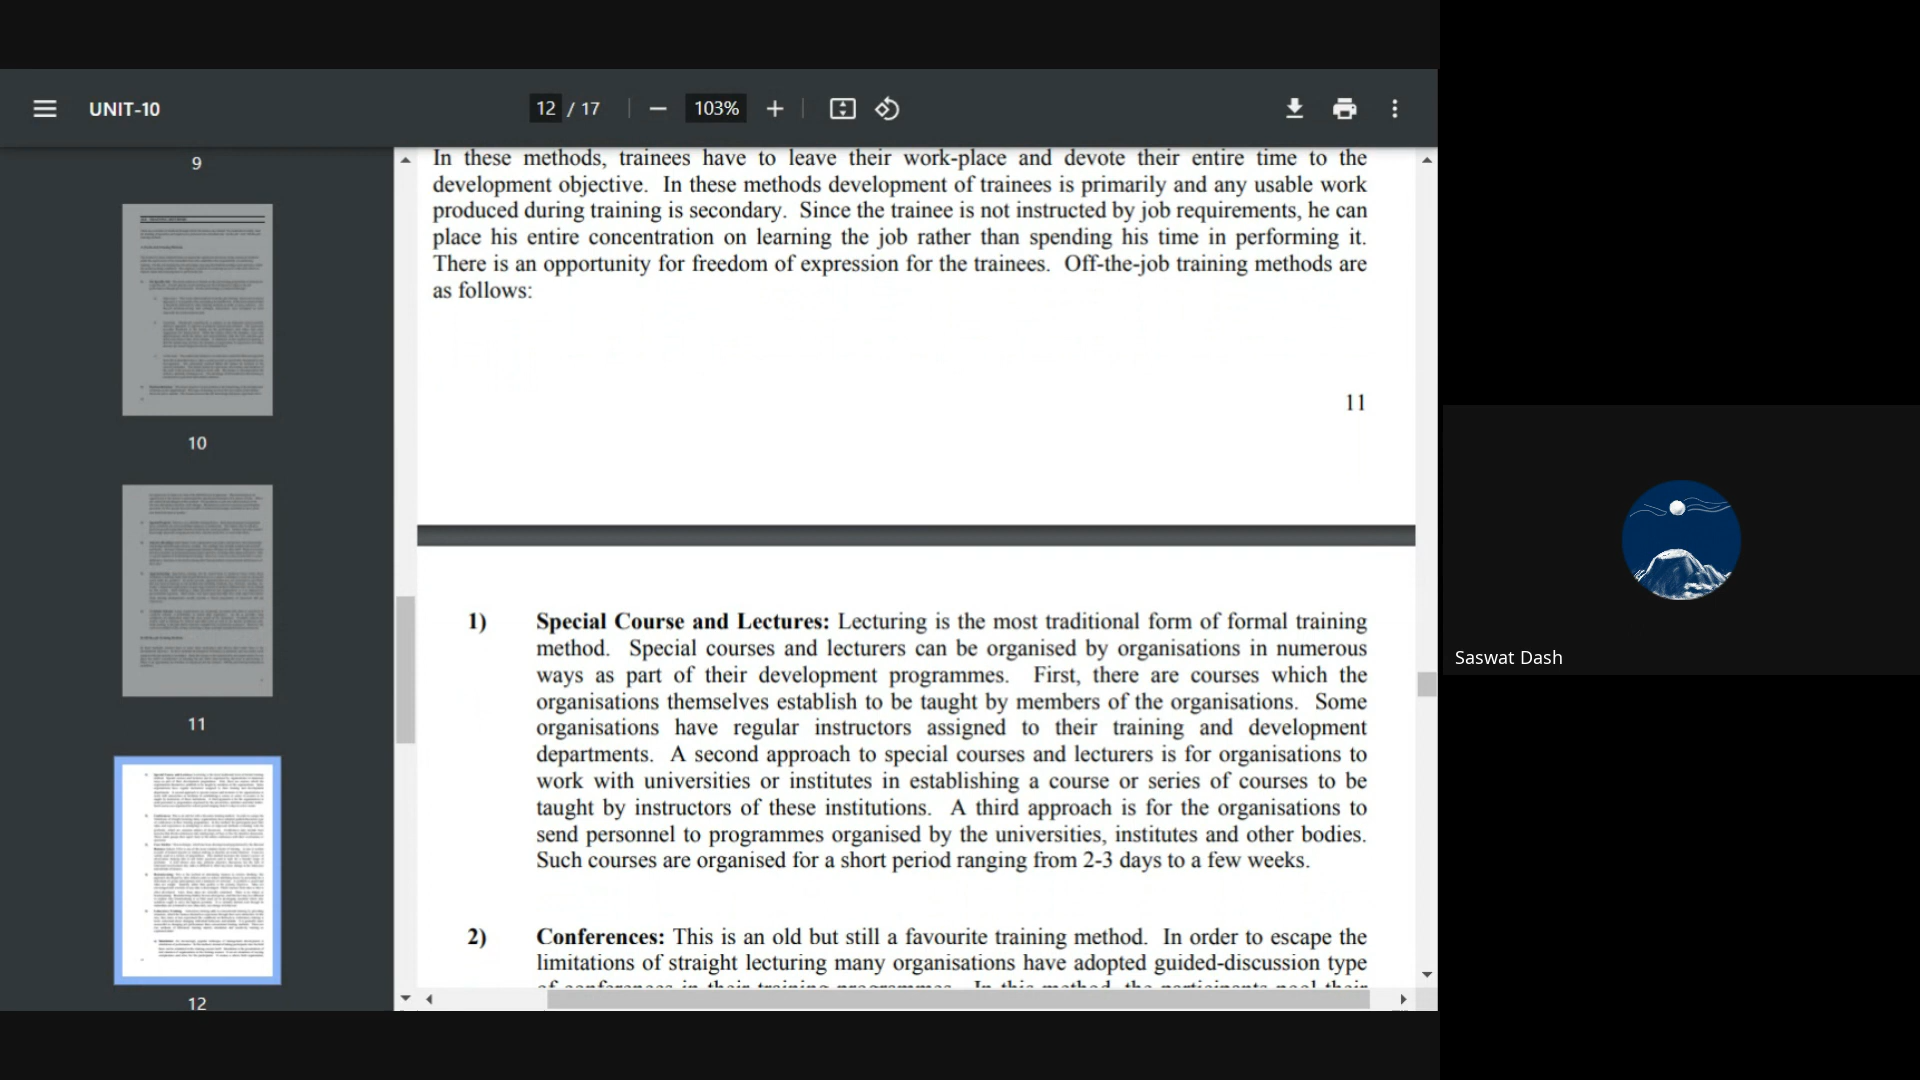 UNIT-10
12 / 17
103%
9
10
11
12
In these methods, trainees have to leave their work-place and devote their entire time to the
development objective. In these methods development of trainees is primarily and any usable work
produced during training is secondary. Since the trainee is not instructed by job requirements, he can
place his entire concentration on learning the job rather than spending his time in performing it.
There is an opportunity for freedom of expression for the trainees. Off-the-job training methods are
as follows:
11
1) Special Course and Lectures: Lecturing is the most traditional form of formal training
method. Special courses and lecturers can be organised by organisations in numerous
ways as part of their development programmes. First, there are courses which the
organisations themselves establish to be taught by members of the organisations. Some
organisations have regular instructors assigned to their training and development
departments. A second approach to special courses and lecturers is for organisations to
work with universities or institutes in establishing a course or series of courses to be
taught by instructors of these institutions. A third approach is for the organisations to
send personnel to programmes organised by the universities, institutes and other bodies.
Such courses are organised for a short period ranging from 2-3 days to a few weeks.
2) Conferences: This is an old but still a favourite training method. In order to escape the
limitations of straight lecturing many organisations have adopted guided-discussion type
of conferences in their training programmes. In this method, the participants pool their
Saswat Dash